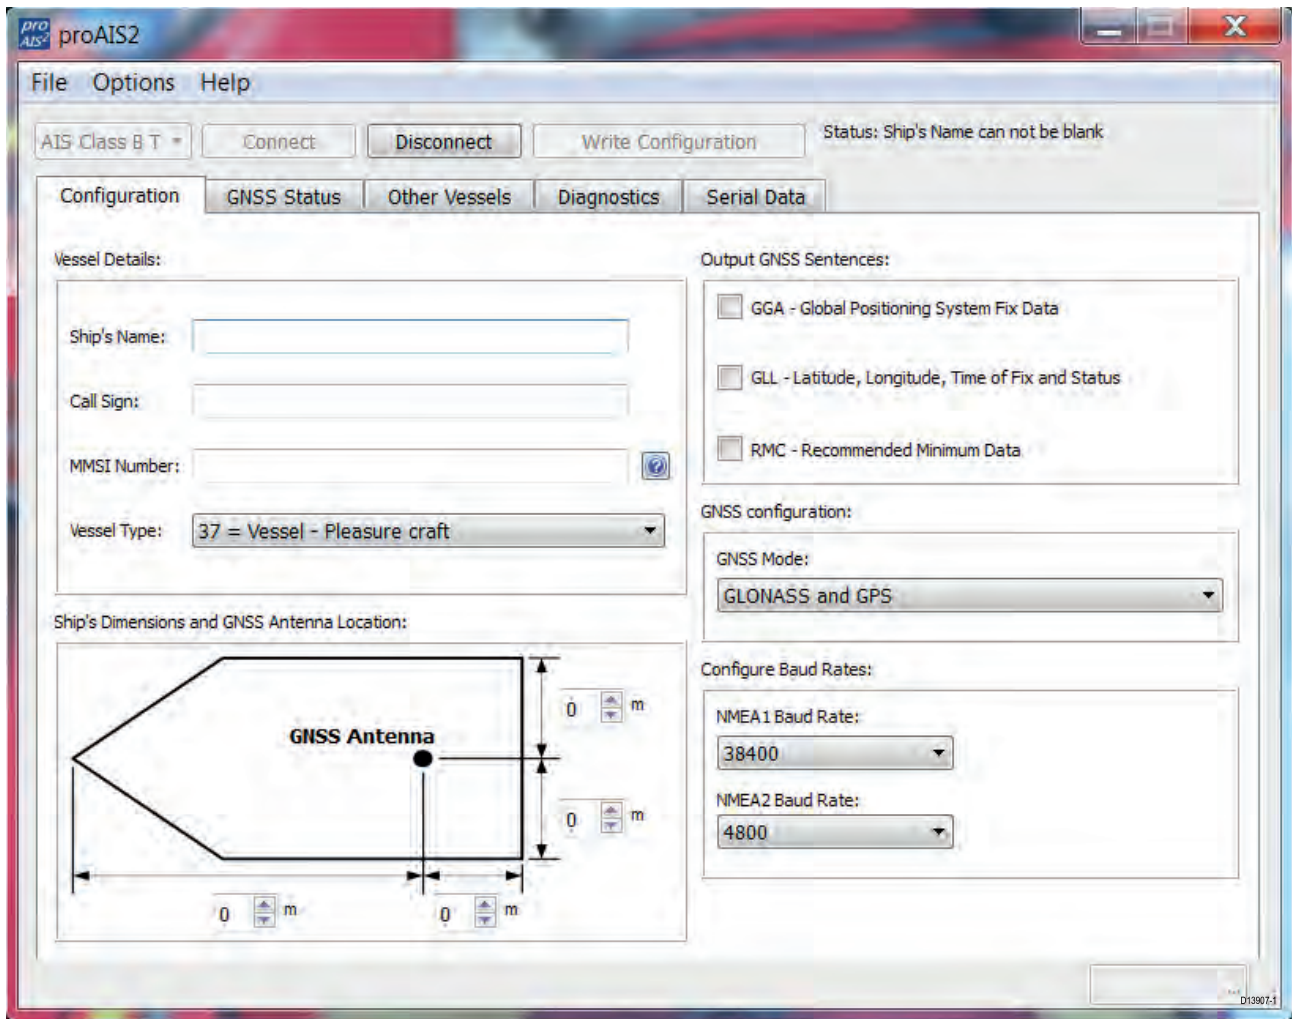 pro
AIS2
proAIS2
File Options Help
AIS Class B T Connect Disconnect Write Configuration Status: Ship's Name can not be blank
Configuration GNSS Status Other Vessels Diagnostics Serial Data
Vessel Details:
Ship's Name:
Call Sign:
MMSI Number:
Vessel Type: 37 = Vessel - Pleasure craft
Ship's Dimensions and GNSS Antenna Location:
GNSS Antenna
0 m
0 m
0 m 0 m
Output GNSS Sentences:
GGA - Global Positioning System Fix Data
GLL - Latitude, Longitude, Time of Fix and Status
RMC - Recommended Minimum Data
GNSS configuration:
GNSS Mode:
GLONASS and GPS
Configure Baud Rates:
NMEA1 Baud Rate:
38400
NMEA2 Baud Rate:
4800
...
D13907-1